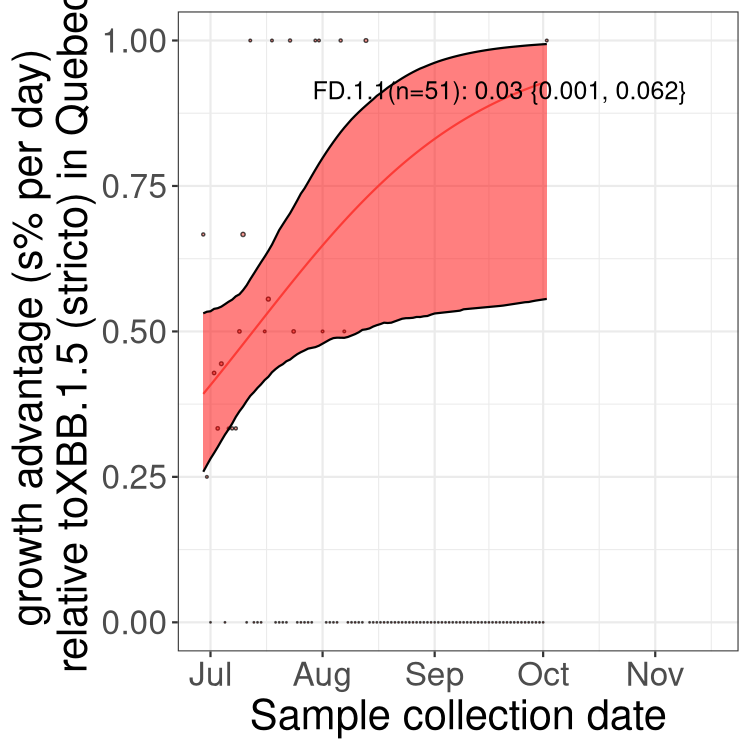 growth advantage (s% per day)
relative toXBB.1.5 (stricto) in Quebec
1.00
0.75
0.50
0.25
0.00
FD.1.1(n=51): 0.03 {0.001, 0.062}
Jul Aug Sep Oct Nov
Sample collection date